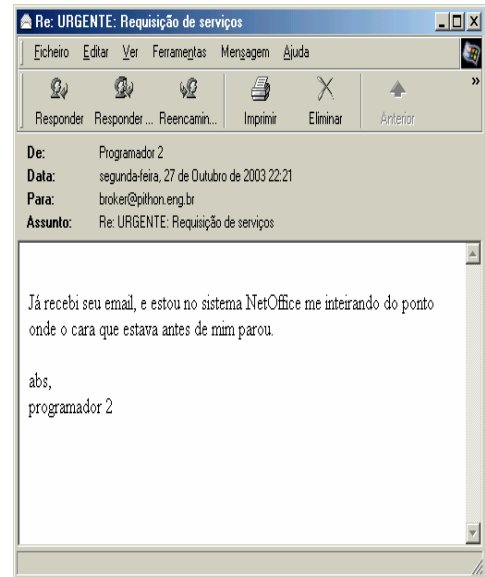 Re: URGENTE: Requisição de serviços
Ficheiro Editar Ver Ferramentas Mensagem Ajuda
Responder Responder ... Reencamin... Imprimir Eliminar Anterior »
De: Programador 2
Data: segunda-feira, 27 de Outubro de 2003 22:21
Para: broker@pithon.eng.br
Assunto: Re: URGENTE: Requisição de serviços
Já recebi seu email, e estou no sistema NetOffice me inteirando do ponto
onde o cara que estava antes de mim parou.
abs,
programador 2